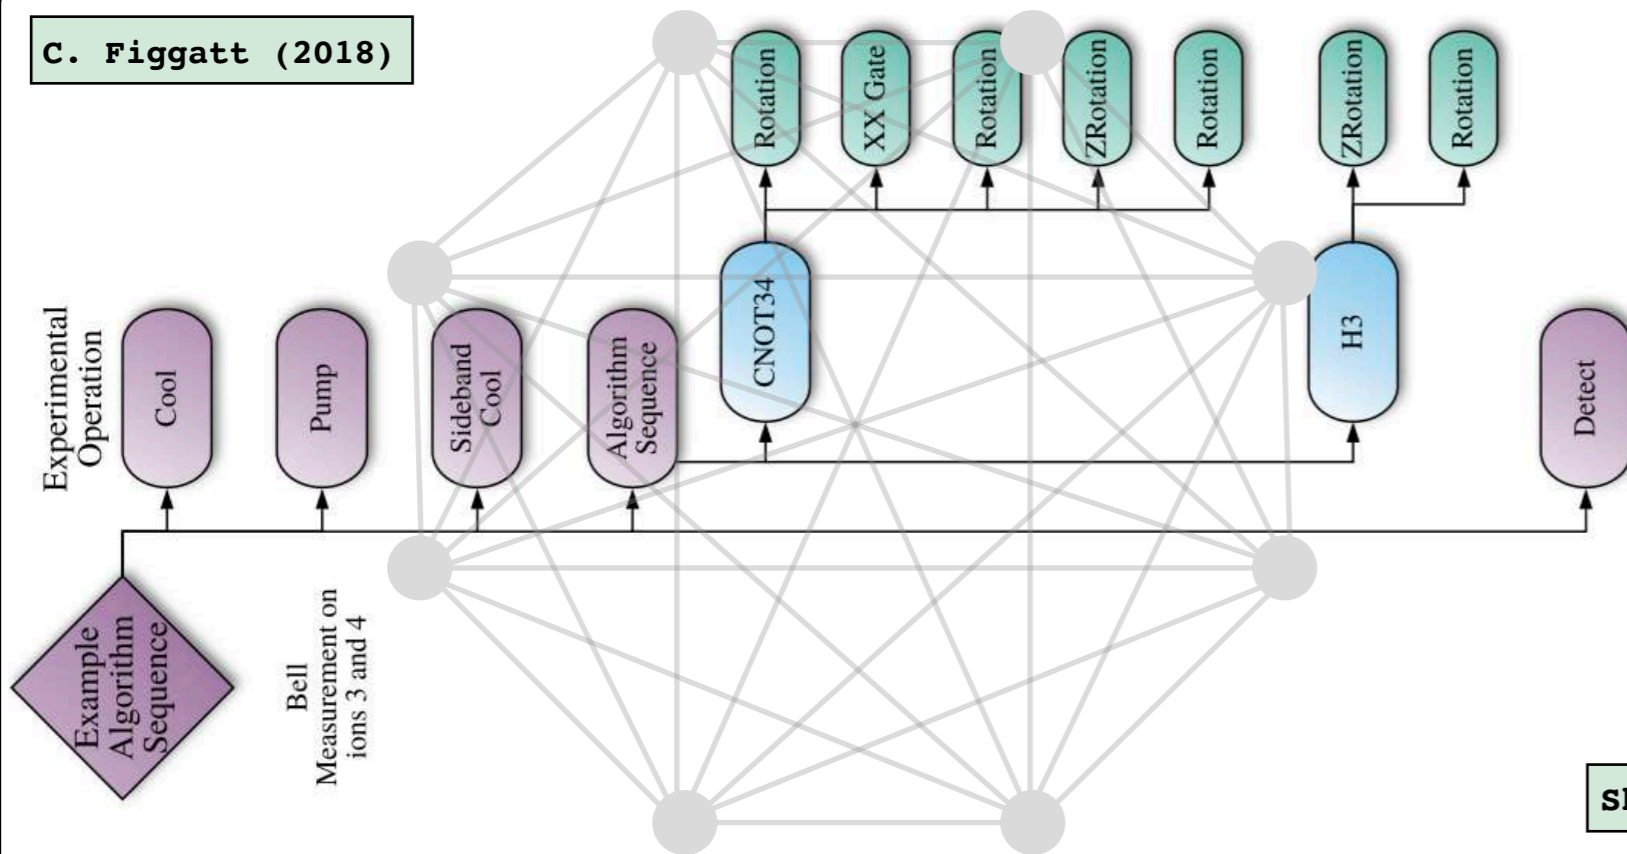 C. Figgatt (2018)
Rotation
XX Gate
Rotation
ZRotation
Rotation
ZRotation
Rotation
Experimental
Operation
Cool
Pump
Sideband
Cool
Algorithm
Sequence
CNOT34
H3
Detect
Example
Algorithm
Sequence
Bell
Measurement on
ions 3 and 4